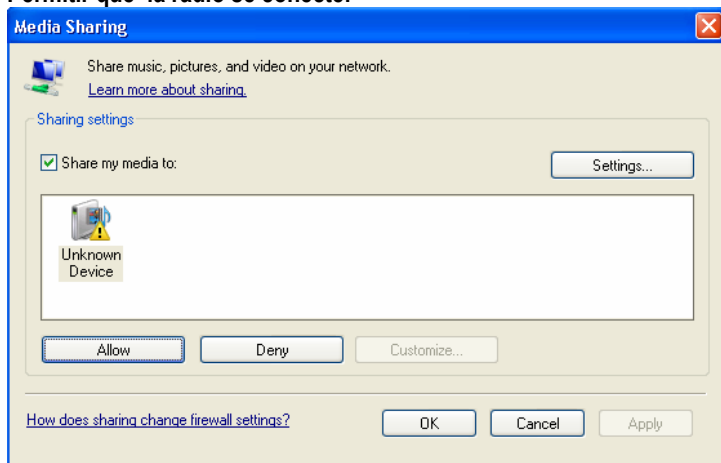 Permitir que la radio se conecte.
Media Sharing
Share music, pictures, and video on your network.
Learn more about sharing.
Sharing settings
Share my media to:
Settings...
Unknown
Device
Allow
Deny
Customize...
How does sharing change firewall settings?
OK
Cancel
Apply